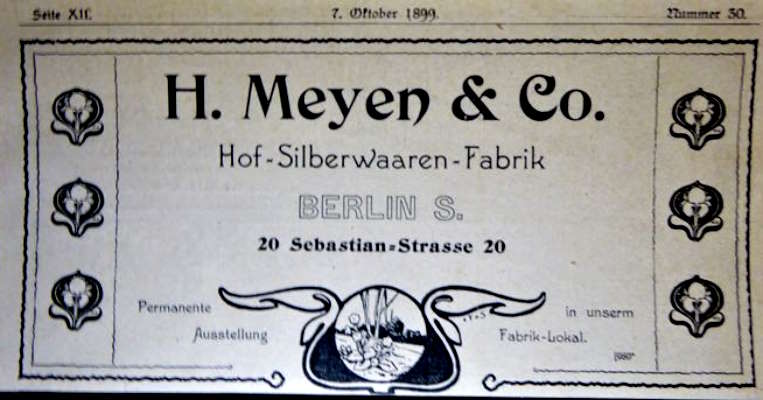 Seite XII.
7. Oktober 1899.
Nummer 30.
H. Meyen & Co.
Hof-Silberwaaren-Fabrik
BERLIN S.
20 Sebastian-Strasse 20
Permanente
Ausstellung
in unserm
Fabrik-Lokal.